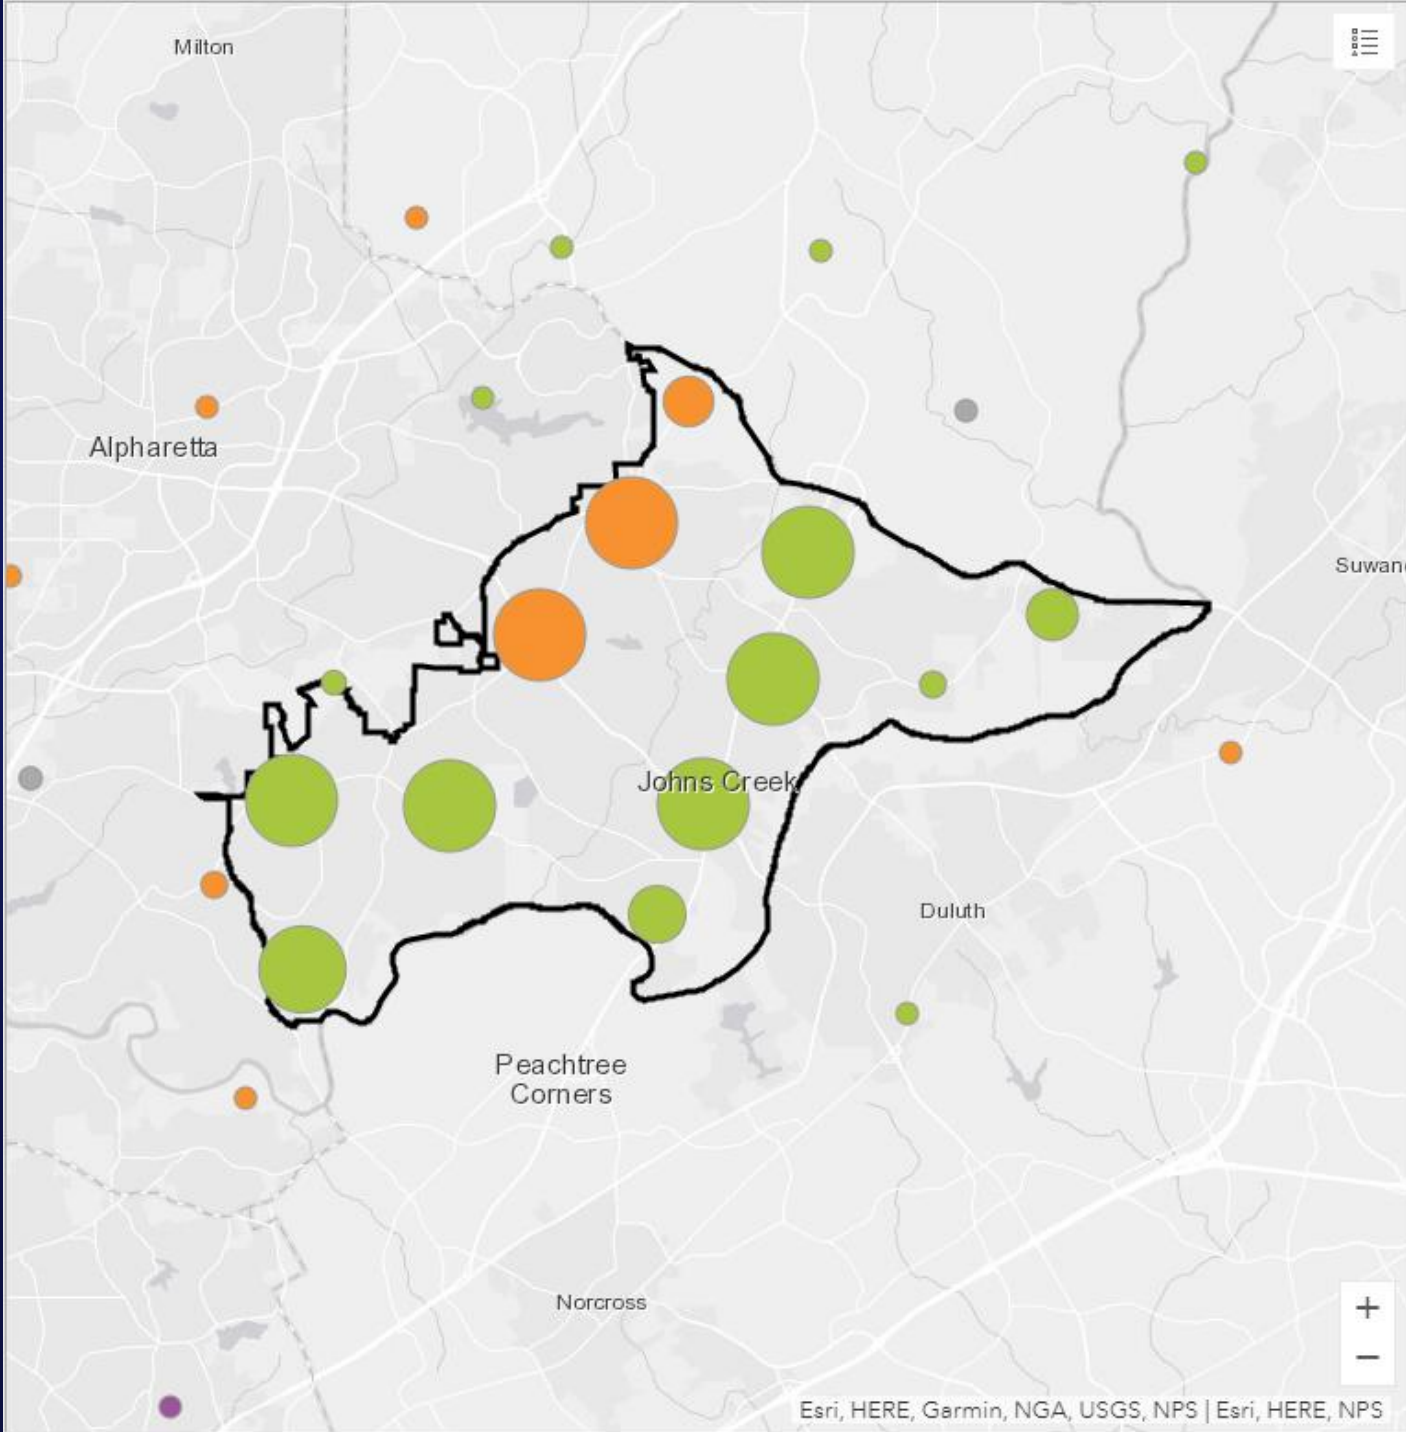 Milton
Alpharetta
Suwan
Johns Creek
Duluth
Peachtree
Corners
Norcross
+
−
Esri, HERE, Garmin, NGA, USGS, NPS | Esri, HERE, NPS